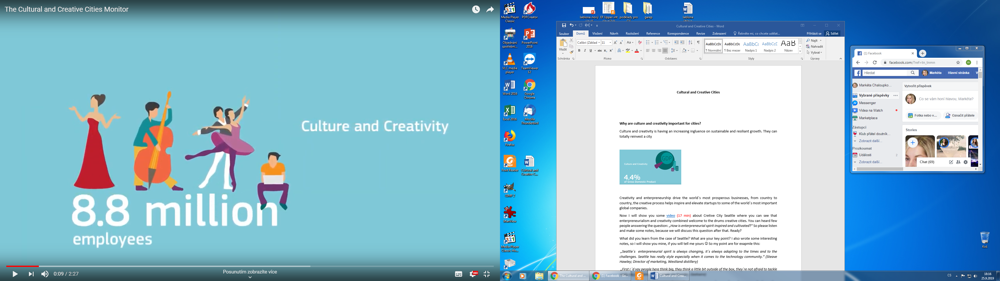 The Cultural and Creative Cities Monitor
Culture and Creativity
8.8 million
employees
Posunutím zobrazíte více
0:09 / 2:27
HD
Media Player Classic
PDFCreator
Objednání spotřební...
PowerPoint 2016
VLC media player
TeamViewer 12
Word 2016
Google Chrome
Excel 2016
Mozilla Thunderbird
Firefox
Foxit Reader
Cultural and Creative C...
GIMP 2
IrfanView
Media Player Classic Ho...
šablona-nový
EF Upper-int
podklady pro
garep
šablona
Cultural and Creative Cities - Word
Soubor
Domů
Vložení
Návrh
Rozložení
Reference
Korespondence
Revize
Zobrazení
Řekněte mi, co chcete udělat...
Přihlásit se
Sdílet
Vložit
Calibri (Základ
11
AaBbCcDc
AaBbCcDc
AaBbC
AaBbCcD
AaB
¶ Normální
¶ Bez mezer
Nadpis 1
Nadpis 2
Název
Najít
Nahradit
Vybrat
Schránka
Písmo
Odstavec
Styly
Úpravy
Cultural and Creative Cities
Why are culture and creativity important for cities?
Culture and creativity is having an increasing ingluence on sustainable and resiliant growth. They can
totally reinvest a city
GDP
Culture and Creativity
4.4%
of Gross Domestic Product
Creativity and enterpreneurship drive the world´s most prosperous businesses, from country to
country, the creative process helps inspire and elevate startups to some of the world´s most important
global companies.
Now I will show you some video (17 min) about Cretive City Seattle where you can see that
enterpreneurialism and creativity combined welcome to the drums creative cities. You can heard few
people answering the question: „How is enterpreneurial spirit inspired and cultivated?“ So please listen
and make some notes, because we will discuss this question after that. Ready?
What did you learn from the case of Seattle? What are your key point? I also wrote some interesting
notes, so I will show you mine, if you will tell me yours ☺ So my point are for exapmle this:
„Seattle´s enterpreneurial spirit is always changing, it´s always adapting to the times and to the
challenges. Seattle has really style especially when it comes to the technology community.“ (Steave
Hawley; Director of marketing, Westland distillery)
„First I ´d say people here think big, they think a little bit outside of the box, they´re not afraid to tackle
(1) Facebook
facebook.com/?ref=tn_tnmn
m
Hledat
Markéta
Hlavní stránka
Markéta Chaloupko...
Vytvořit příspěvek
Vybrané příspěvky
Co se vám honí hlavou, Markéta?
Messenger
Videa na Watch
Marketplace
Fotka nebo v...
Označit přátele
Zástupci
Stories
Klub přátel doutník...
Zobrazit další...
Prozkoumat
Události
2
Zobrazit další...
Chat (69)
Koš
The Cultural and ...
(1) Facebook - Go...
Cultural and Crea...
CS
18:16
25.9.2019